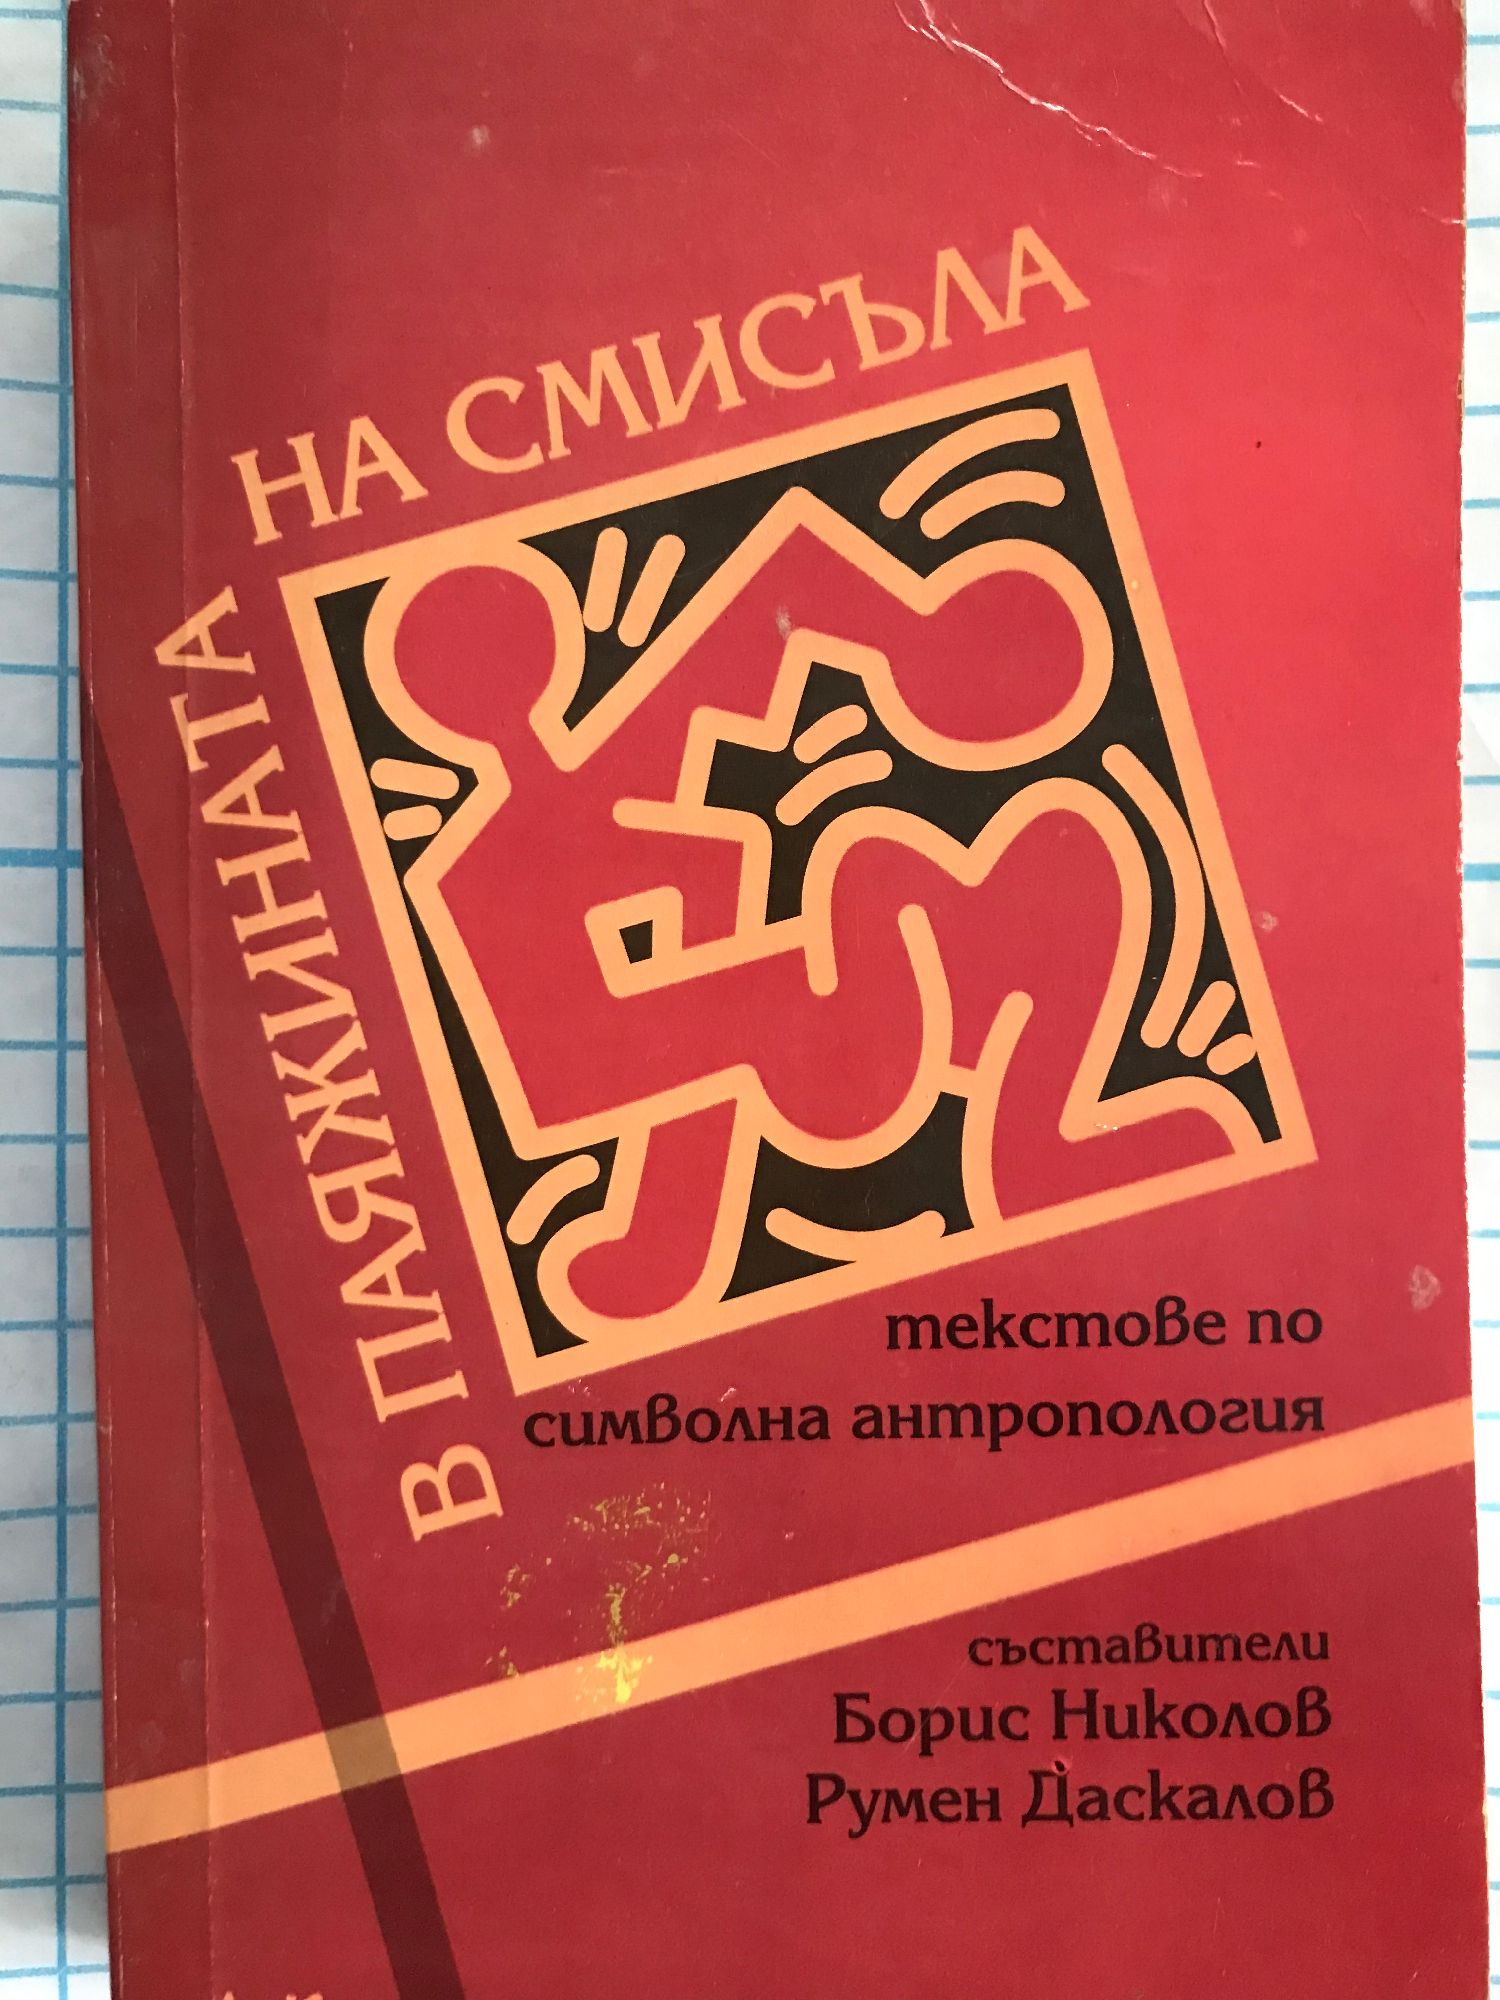 В ПАЯЖИНАТА
НА СМИСЪЛА
текстове по
символна антропология
съставители
Борис Николов
Румен Даскалов